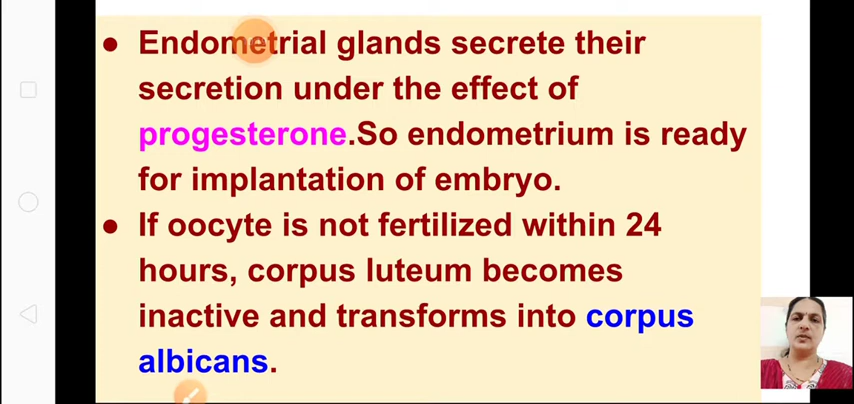 Endometrial glands secrete their
secretion under the effect of
progesterone.So endometrium is ready
for implantation of embryo.
If oocyte is not fertilized within 24
hours, corpus luteum becomes
inactive and transforms into corpus
albicans.